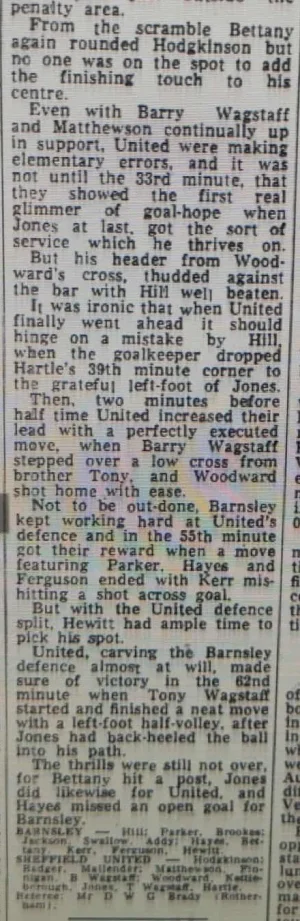 penalty area.
From the scramble Bettany
again rounded Hodgkinson but
no one was on the spot to add
the finishing touch to his
centre.
Even with Barry Wagstaff
and Matthewson continually up
in support, United were making
elementary errors, and it was
not until the 33rd minute, that
they showed the first real
glimmer of goal-hope when
Jones at last, got the sort of
service which he thrives on.
But his header from Wood-
ward's cross, thudded against
the bar with Hill well beaten.
It was ironic that when United
finally went ahead it should
hinge on a mistake by Hill,
when the goalkeeper dropped
Hartle's 39th minute corner to
the grateful left-foot of Jones.
Then, two minutes before
half time United increased their
lead with a perfectly executed
move, when Barry Wagstaff
stepped over a low cross from
brother Tony, and Woodward
shot home with ease.
Not to be out-done, Barnsley
kept working hard at United's
defence and in the 55th minute
got their reward when a move
featuring Parker, Hayes and
Ferguson ended with Kerr mis-
hitting a shot across goal.
But with the United defence
split, Hewitt had ample time to
pick his spot.
United, carving the Barnsley
defence almost at will, made
sure of victory in the 62nd
minute when Tony Wagstaff
started and finished a neat move
with a left-foot half-volley, after
Jones had back-heeled the ball
into his path.
The thrills were still not over,
for Bettany hit a post, Jones
did likewise for United, and
Hayes missed an open goal for
Barnsley.
BARNSLEY — Hill; Parker, Brookes;
Jackson, Swallow, Addy; Hayes, Bet-
tany, Kerr, Ferguson, Hewitt.
SHEFFIELD UNITED — Hodgkinson;
Badger, Mallender; Matthewson, Fin-
nigan, B Wagstaff; Woodward, Kettle-
borough, Jones, T Wagstaff, Hartle.
Referee: Mr D W G Brady (Rother-
ham).